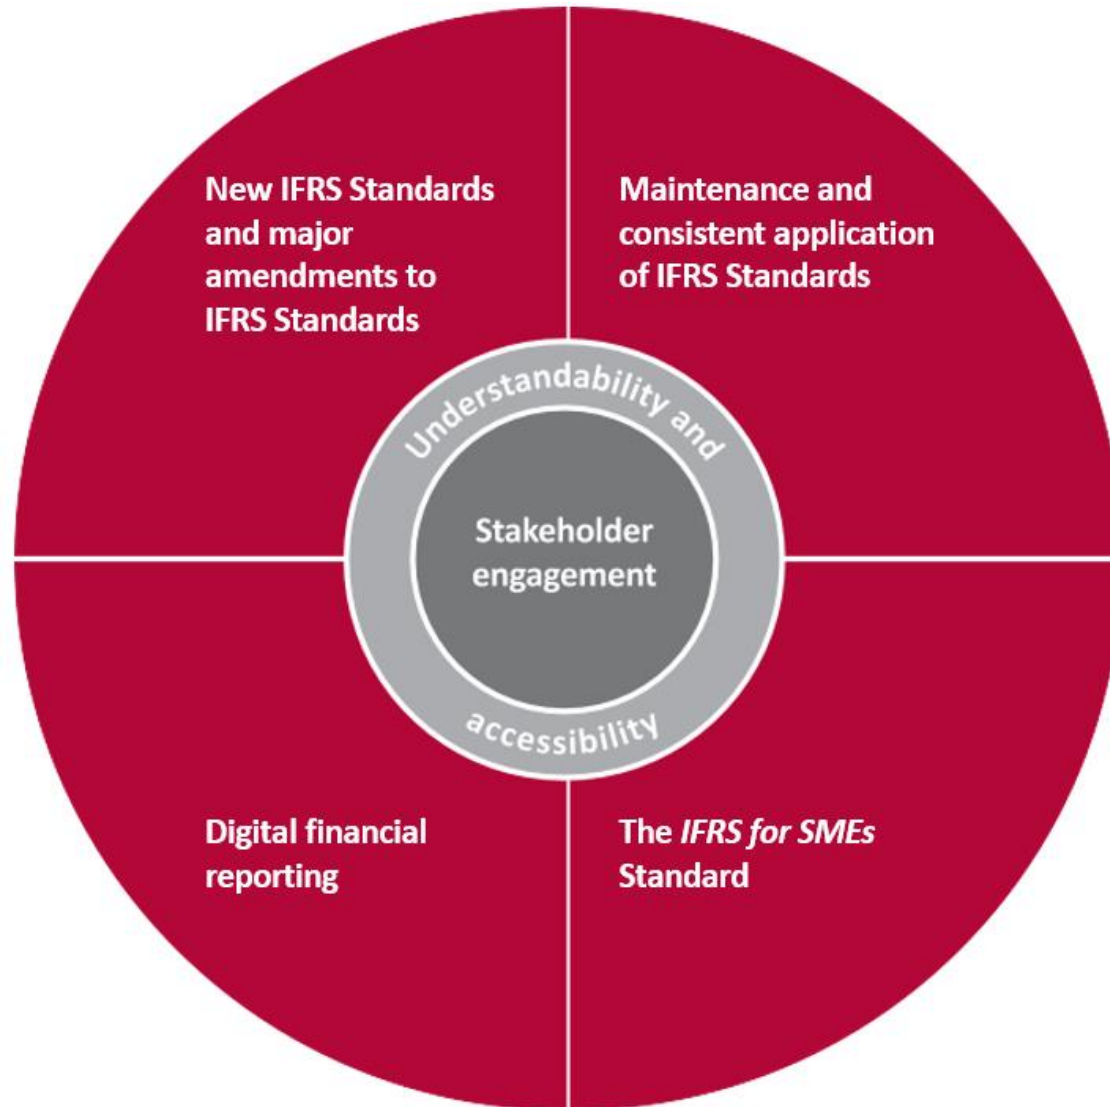 New IFRS Standards
and major
amendments to
IFRS Standards
Maintenance and
consistent application
of IFRS Standards
Understandability and
accessibility
Stakeholder
engagement
Digital financial
reporting
The IFRS for SMEs
Standard